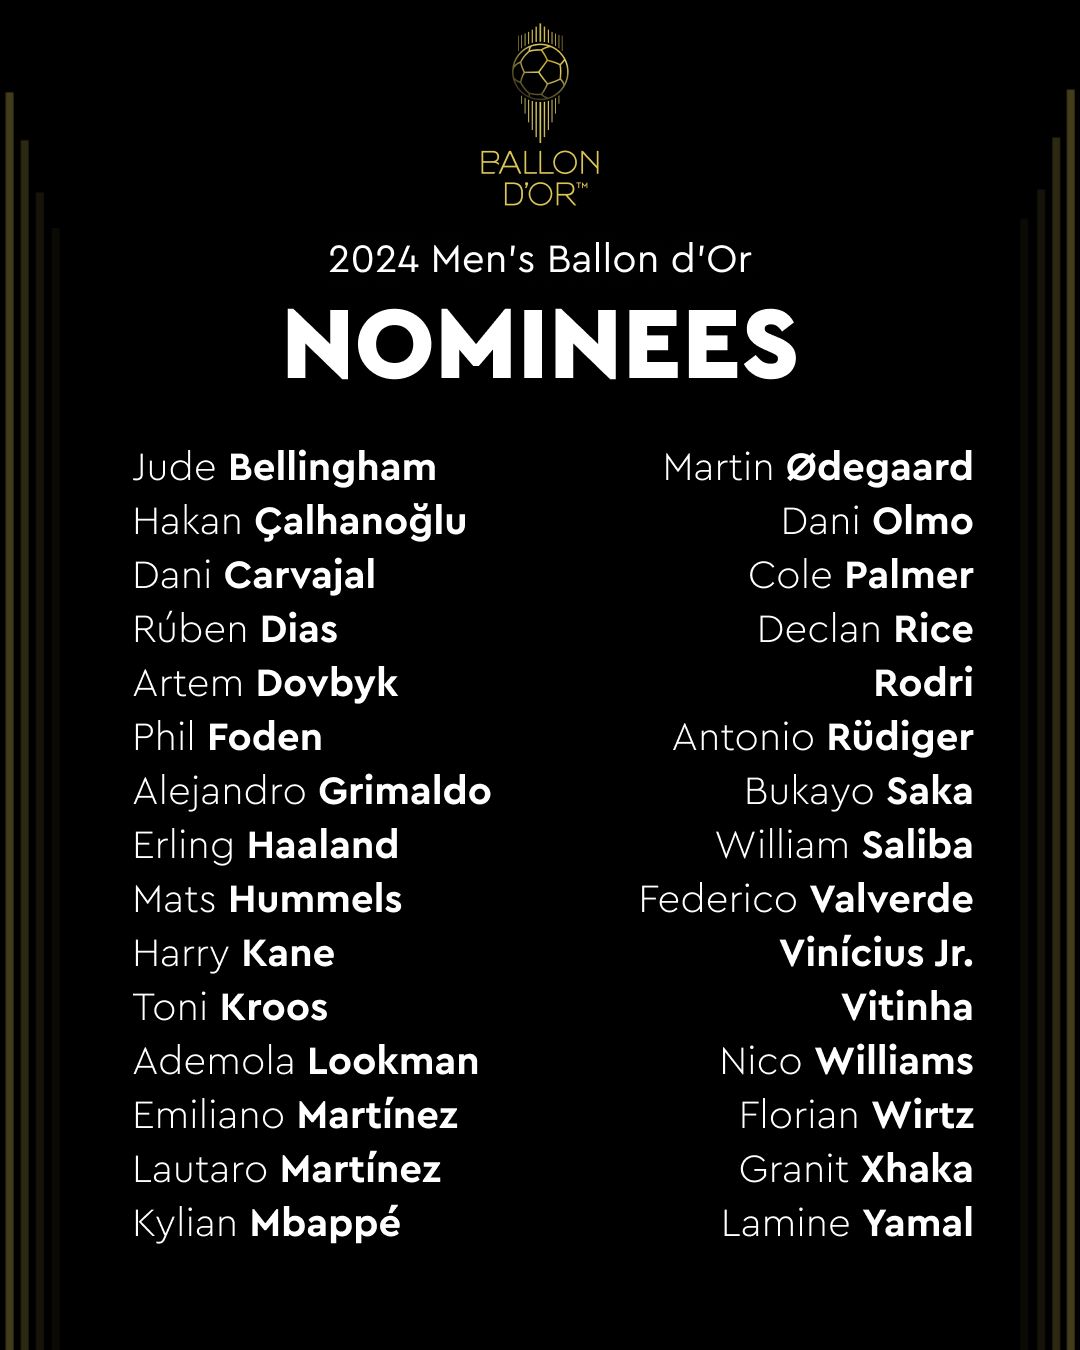 BALLON
D'OR™
2024 Men's Ballon d'Or
NOMINEES
Jude Bellingham
Hakan Çalhanoğlu
Dani Carvajal
Rúben Dias
Artem Dovbyk
Phil Foden
Alejandro Grimaldo
Erling Haaland
Mats Hummels
Harry Kane
Toni Kroos
Ademola Lookman
Emiliano Martínez
Lautaro Martínez
Kylian Mbappé
Martin Ødegaard
Dani Olmo
Cole Palmer
Declan Rice
Rodri
Antonio Rüdiger
Bukayo Saka
William Saliba
Federico Valverde
Vinícius Jr.
Vitinha
Nico Williams
Florian Wirtz
Granit Xhaka
Lamine Yamal